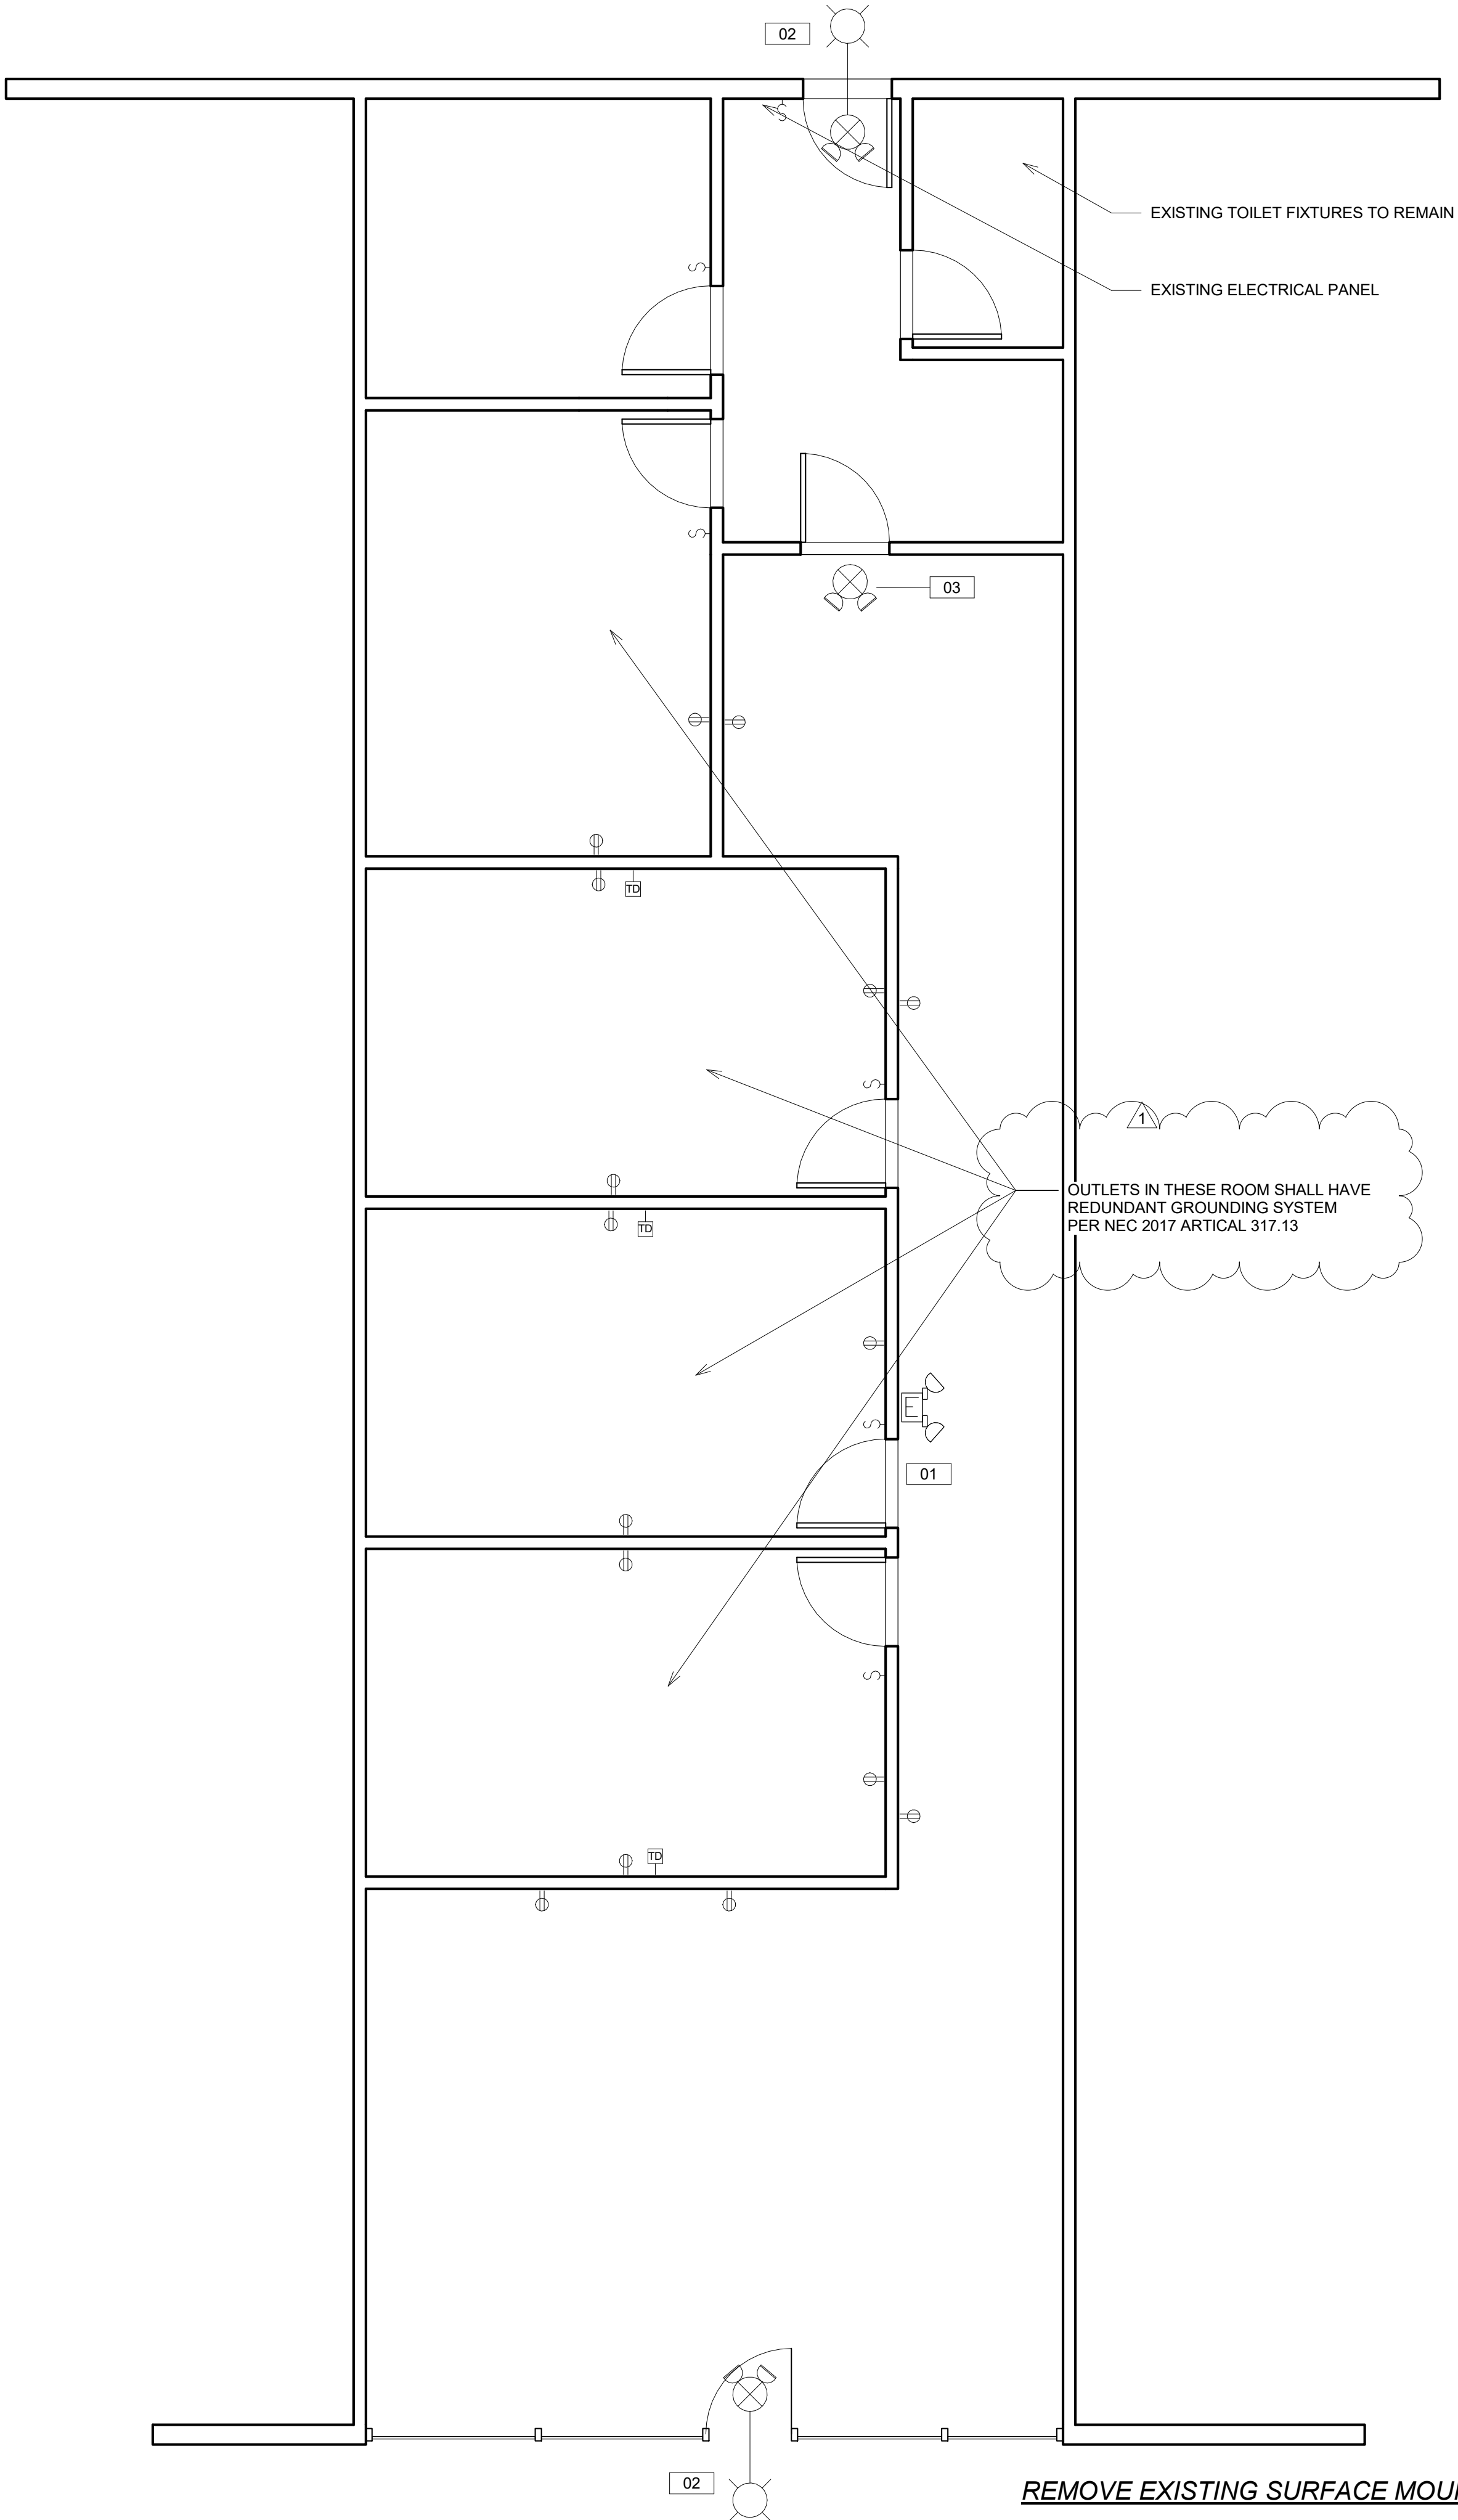 02
EXISTING TOILET FIXTURES TO REMAIN
EXISTING ELECTRICAL PANEL
S
S
S
03
TD
S
1
OUTLETS IN THESE ROOM SHALL HAVE
REDUNDANT GROUNDING SYSTEM
PER NEC 2017 ARTICAL 317.13
TD
E
S
01
S
TD
02
REMOVE EXISTING SURFACE MOU